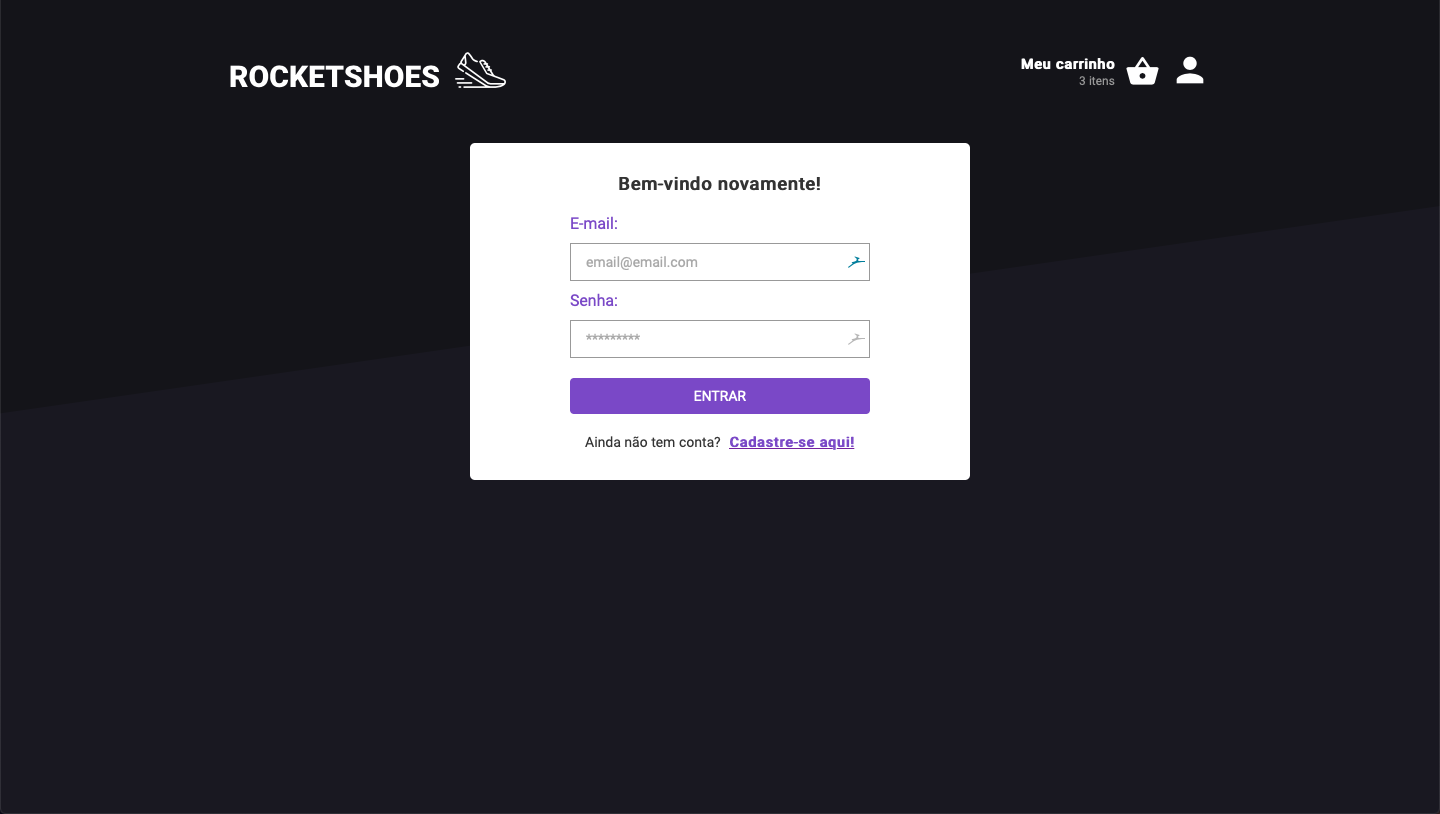 ROCKETSHOES
Meu carrinho
3 itens
Bem-vindo novamente!
E-mail:
email@email.com
Senha:
*********
ENTRAR
Ainda não tem conta? Cadastre-se aqui!